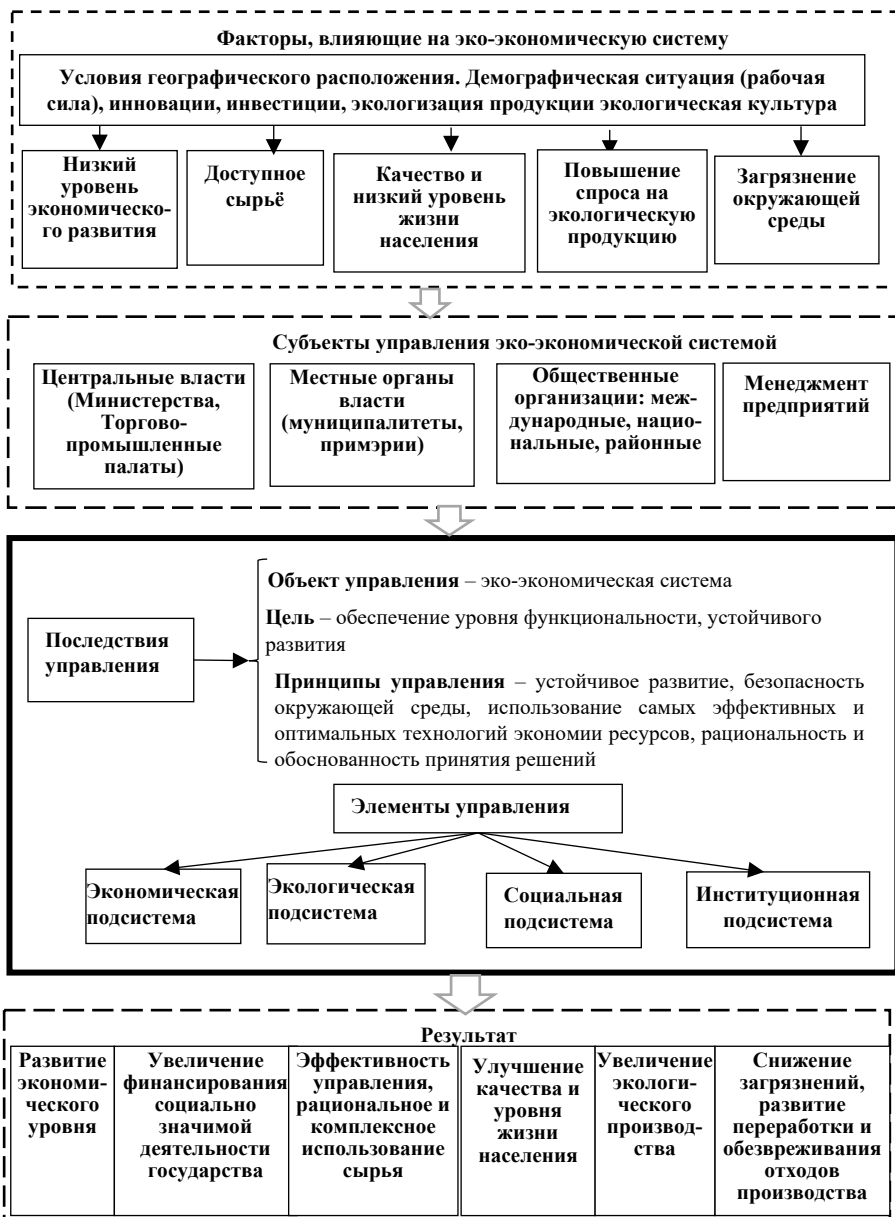 Факторы, влияющие на эко-экономическую систему
Условия географического расположения. Демографическая ситуация (рабочая
сила), инновации, инвестиции, экологизация продукции экологическая культура
Низкий
уровень
экономическо-
го развития
Доступное
сырьё
Качество и
низкий уровень
жизни
населения
Повышение
спроса на
экологическую
продукцию
Загрязнение
окружающей
среды
Субъекты управления эко-экономической системой
Центральные власти
(Министерства,
Торгово-
промышленные
палаты)
Местные органы
власти
(муниципалитеты,
примэрии)
Общественные
организации: меж-
дународные, нацио-
нальные, районные
Менеджмент
предприятий
Последствия
управления
Объект управления – эко-экономическая система
Цель – обеспечение уровня функциональности, устойчивого
развития
Принципы управления – устойчивое развитие, безопасность
окружающей среды, использование самых эффективных и
оптимальных технологий экономии ресурсов, рациональность и
обоснованность принятия решений
Элементы управления
Экономическая
подсистема
Экологическая
подсистема
Социальная
подсистема
Институционная
подсистема
Результат
Развитие
экономи-
ческого
уровня
Увеличение
финансирования
социально
значимой
деятельности
государства
Эффективность
управления,
рациональное и
комплексное
использование
сырья
Улучшение
качества и
уровня
жизни
населения
Увеличение
экологи-
ческого
производ-
ства
Снижение
загрязнений,
развитие
переработки и
обезвреживания
отходов
производства